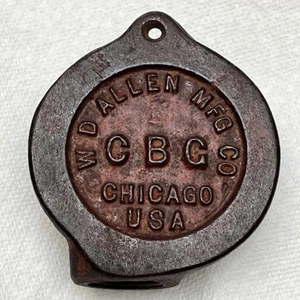 W D ALLEN MFG CO
CBG
CHICAGO
USA